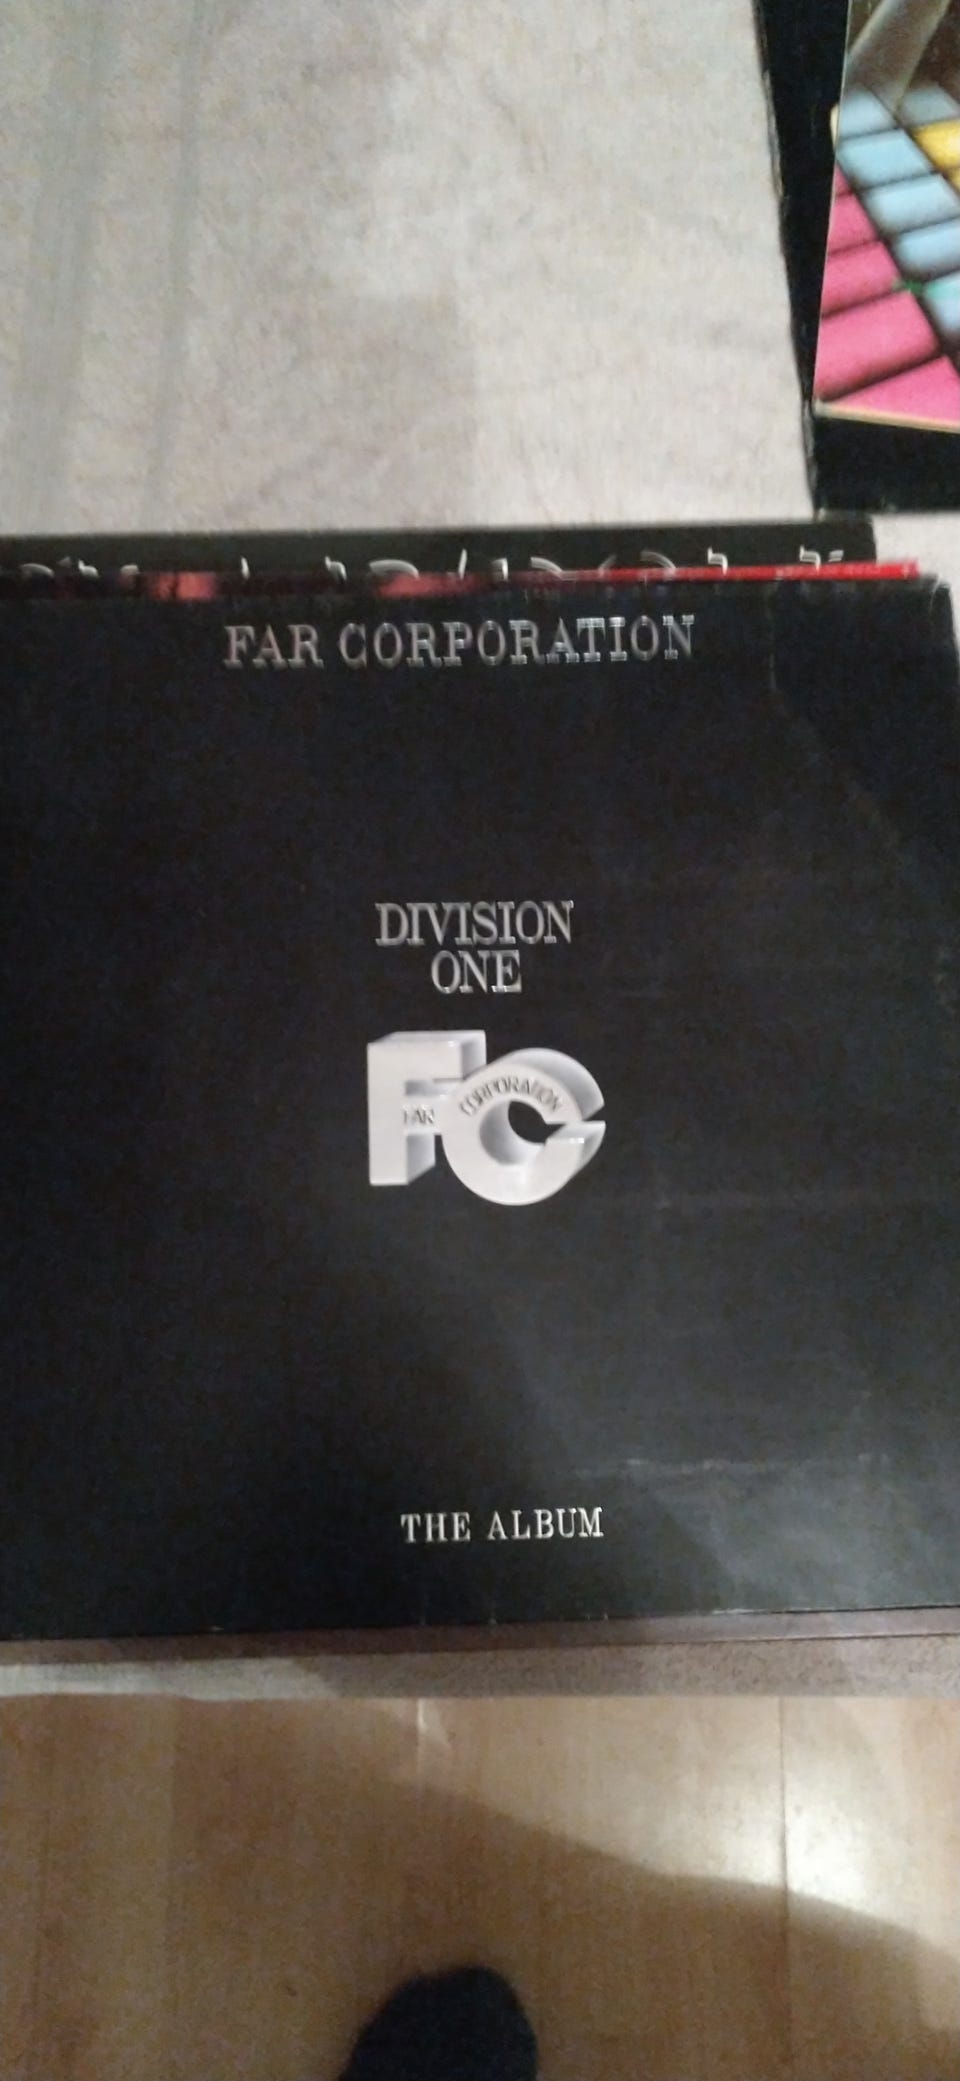 FAR CORPORATION
DIVISION
ONE
FC
FAR CORPORATION
THE ALBUM